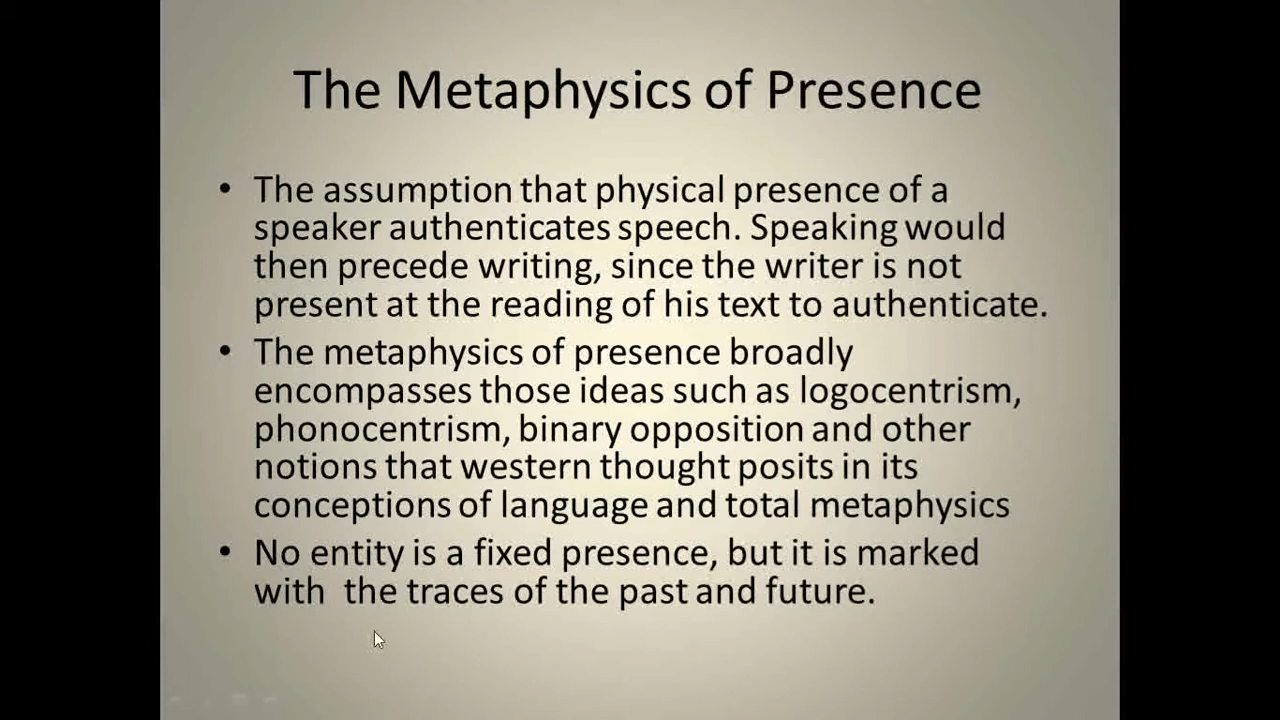 The Metaphysics of Presence
• The assumption that physical presence of a
speaker authenticates speech. Speaking would
then precede writing, since the writer is not
present at the reading of his text to authenticate.
• The metaphysics of presence broadly
encompasses those ideas such as logocentrism,
phonocentrism, binary opposition and other
notions that western thought posits in its
conceptions of language and total metaphysics
• No entity is a fixed presence, but it is marked
with  the traces of the past and future.